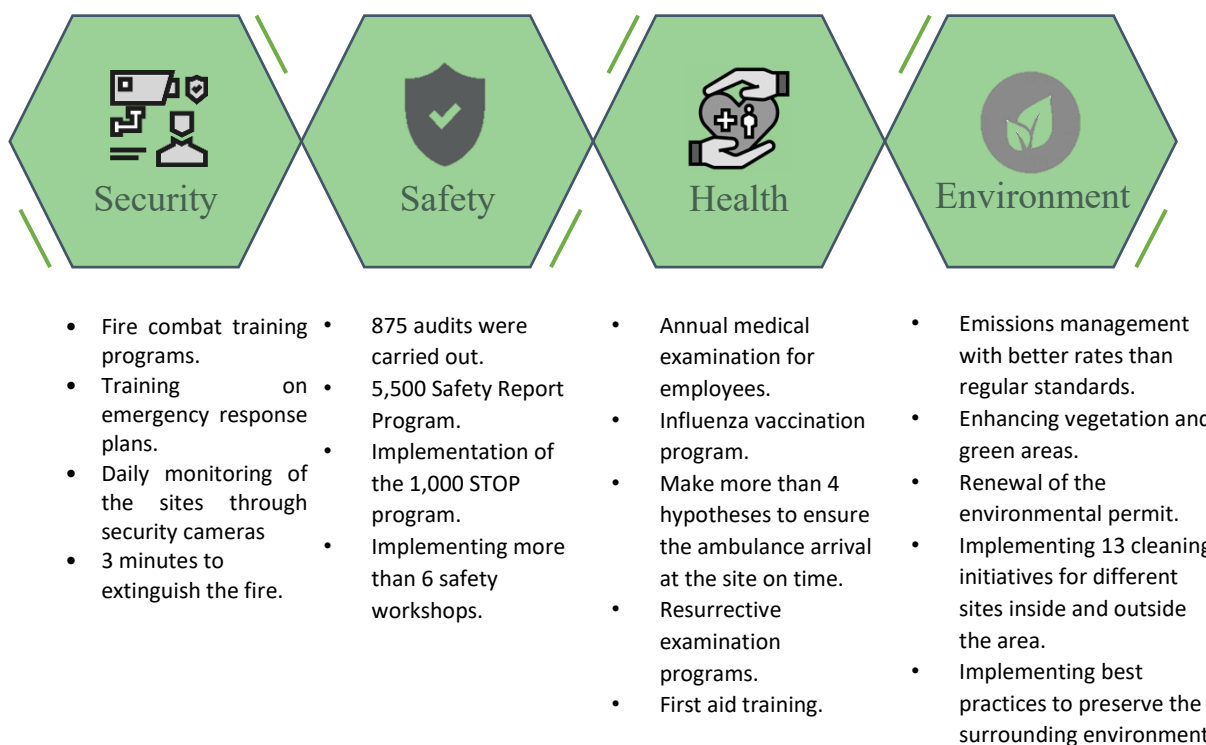 Security
Safety
Health
Environment
• Fire combat training
programs.
• Training on
emergency response
plans.
• Daily monitoring of
the sites through
security cameras
• 3 minutes to
extinguish the fire.
• 875 audits were
carried out.
• 5,500 Safety Report
Program.
• Implementation of
the 1,000 STOP
program.
• Implementing more
than 6 safety
workshops.
• Annual medical
examination for
employees.
• Influenza vaccination
program.
• Make more than 4
hypotheses to ensure
the ambulance arrival
at the site on time.
• Resurrective
examination
programs.
• First aid training.
• Emissions management
with better rates than
regular standards.
• Enhancing vegetation and
green areas.
• Renewal of the
environmental permit.
• Implementing 13 cleaning
initiatives for different
sites inside and outside
the area.
• Implementing best
practices to preserve the
surrounding environment